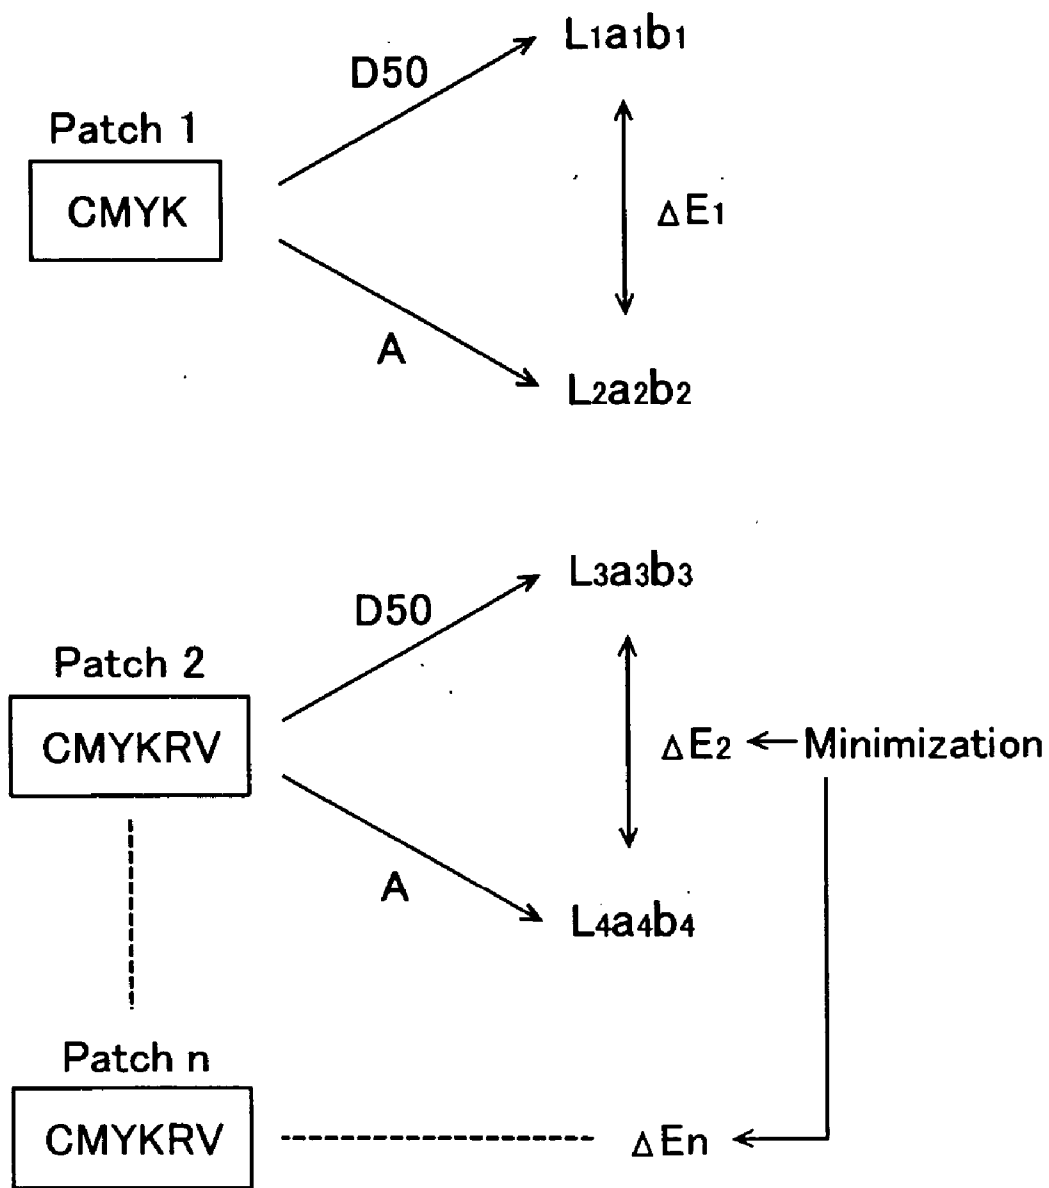 L1a1b1
D50
Patch 1
CMYK
ΔE1
A
L2a2b2
L3a3b3
D50
Patch 2
CMYKRV
ΔE2
Minimization
A
L4a4b4
Patch n
CMYKRV
ΔEn